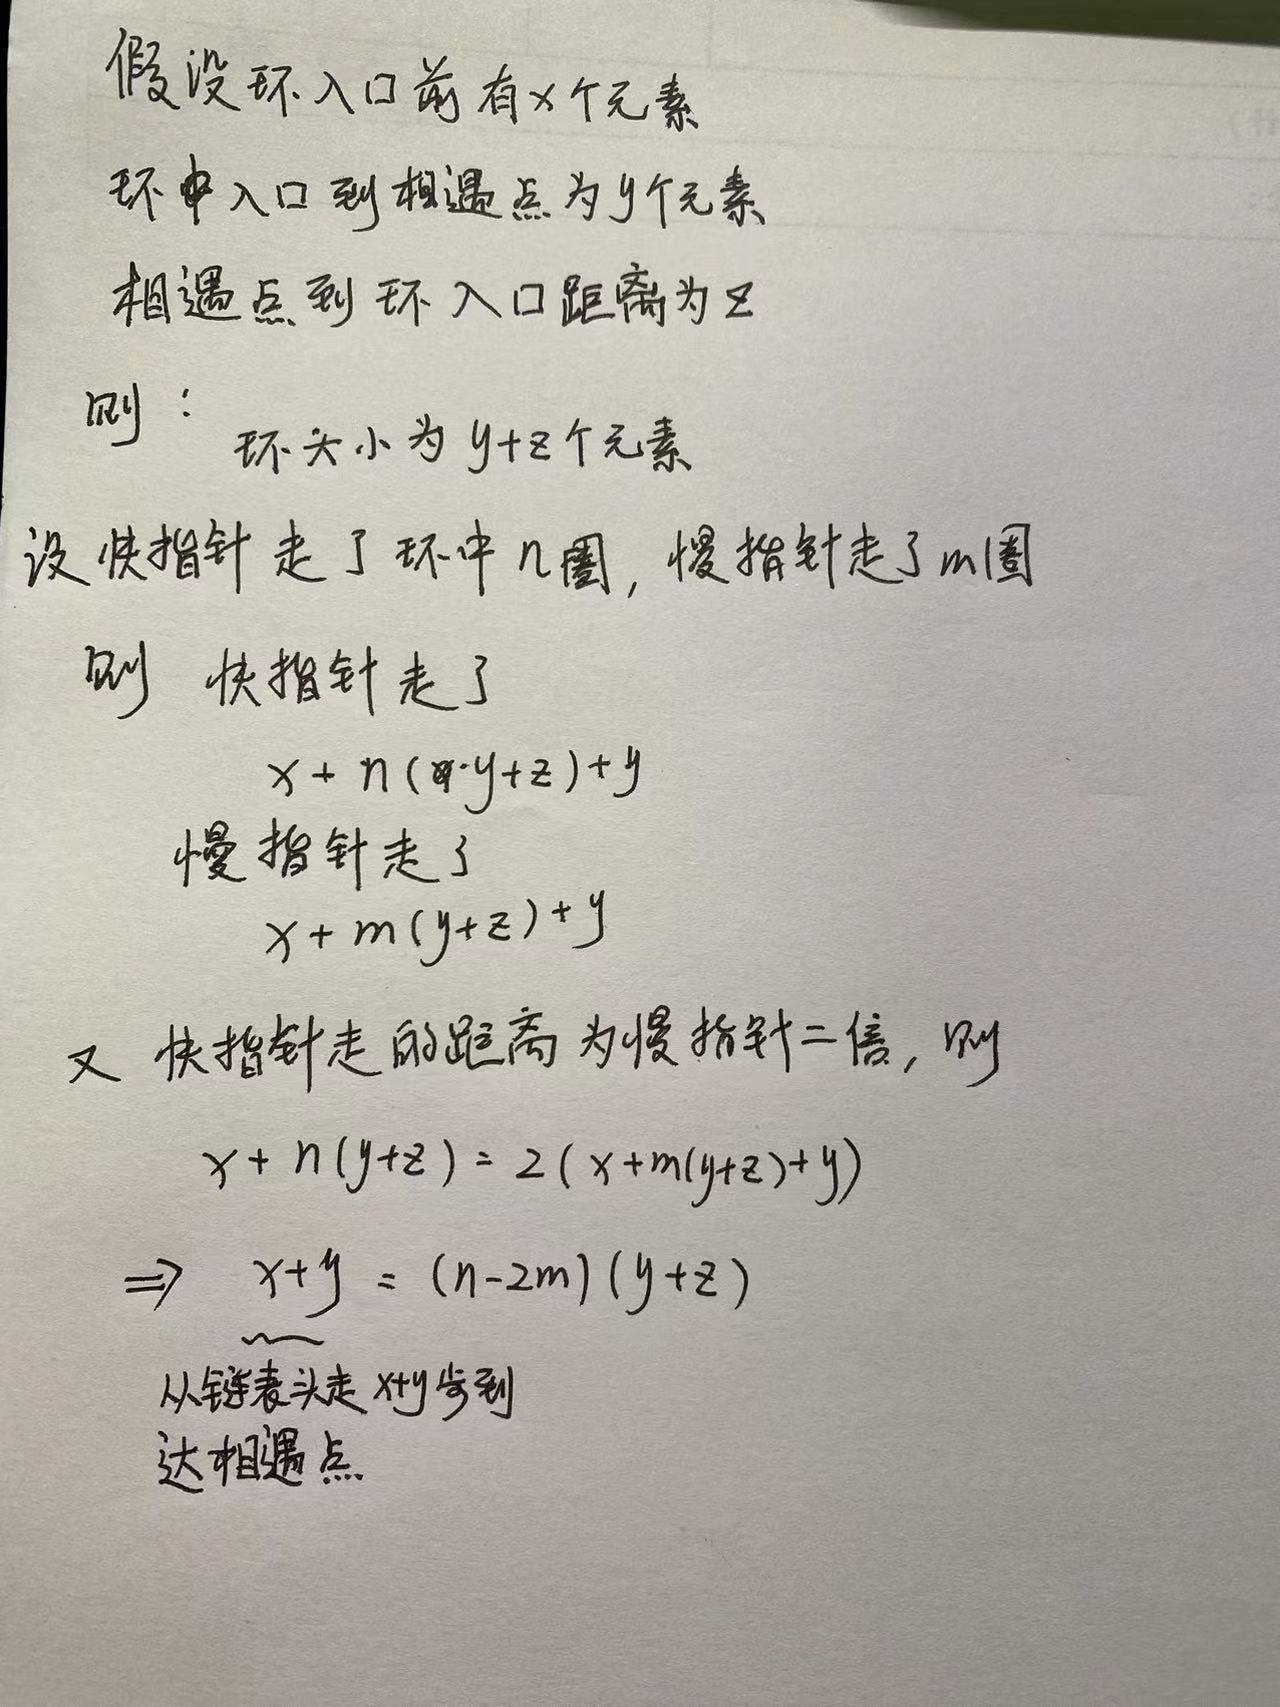 假设环入口前有x个元素
环中入口到相遇点为y个元素
相遇点到环入口距离为z
则：
环大小为y+z个元素
设快指针走了环中n圈, 慢指针走了m圈
则 快指针走了
x+n(y+z)+y
慢指针走了
x+m(y+z)+y
又 快指针走的距离为慢指针二倍, 则
x+n(y+z)=2(x+m(y+z)+y)
⇒ x+y=(n-2m)(y+z)
从链表头走x+y步到
达相遇点